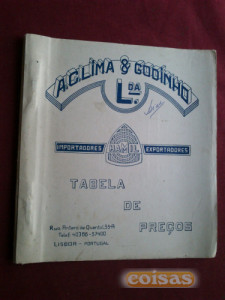 A.C. LIMA & GODINHO
L.DA
IMPORTADORES
EXPORTADORES
TABELA
DE
PREÇOS
LISBOA - PORTUGAL
coisas